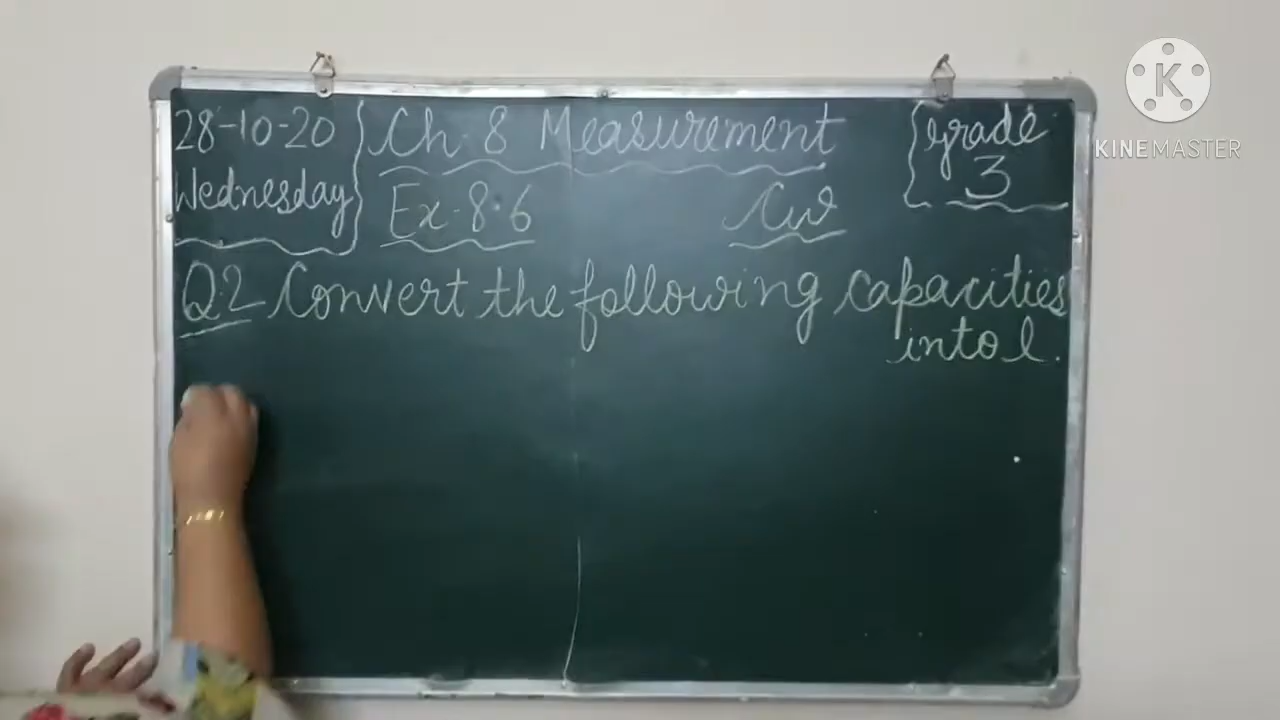 28-10-20 Ch. 8 Measurement grade
Wednesday Ex. 8.6 Cw 3
Q.2 Convert the following capacities
into l.
K
KINEMASTER